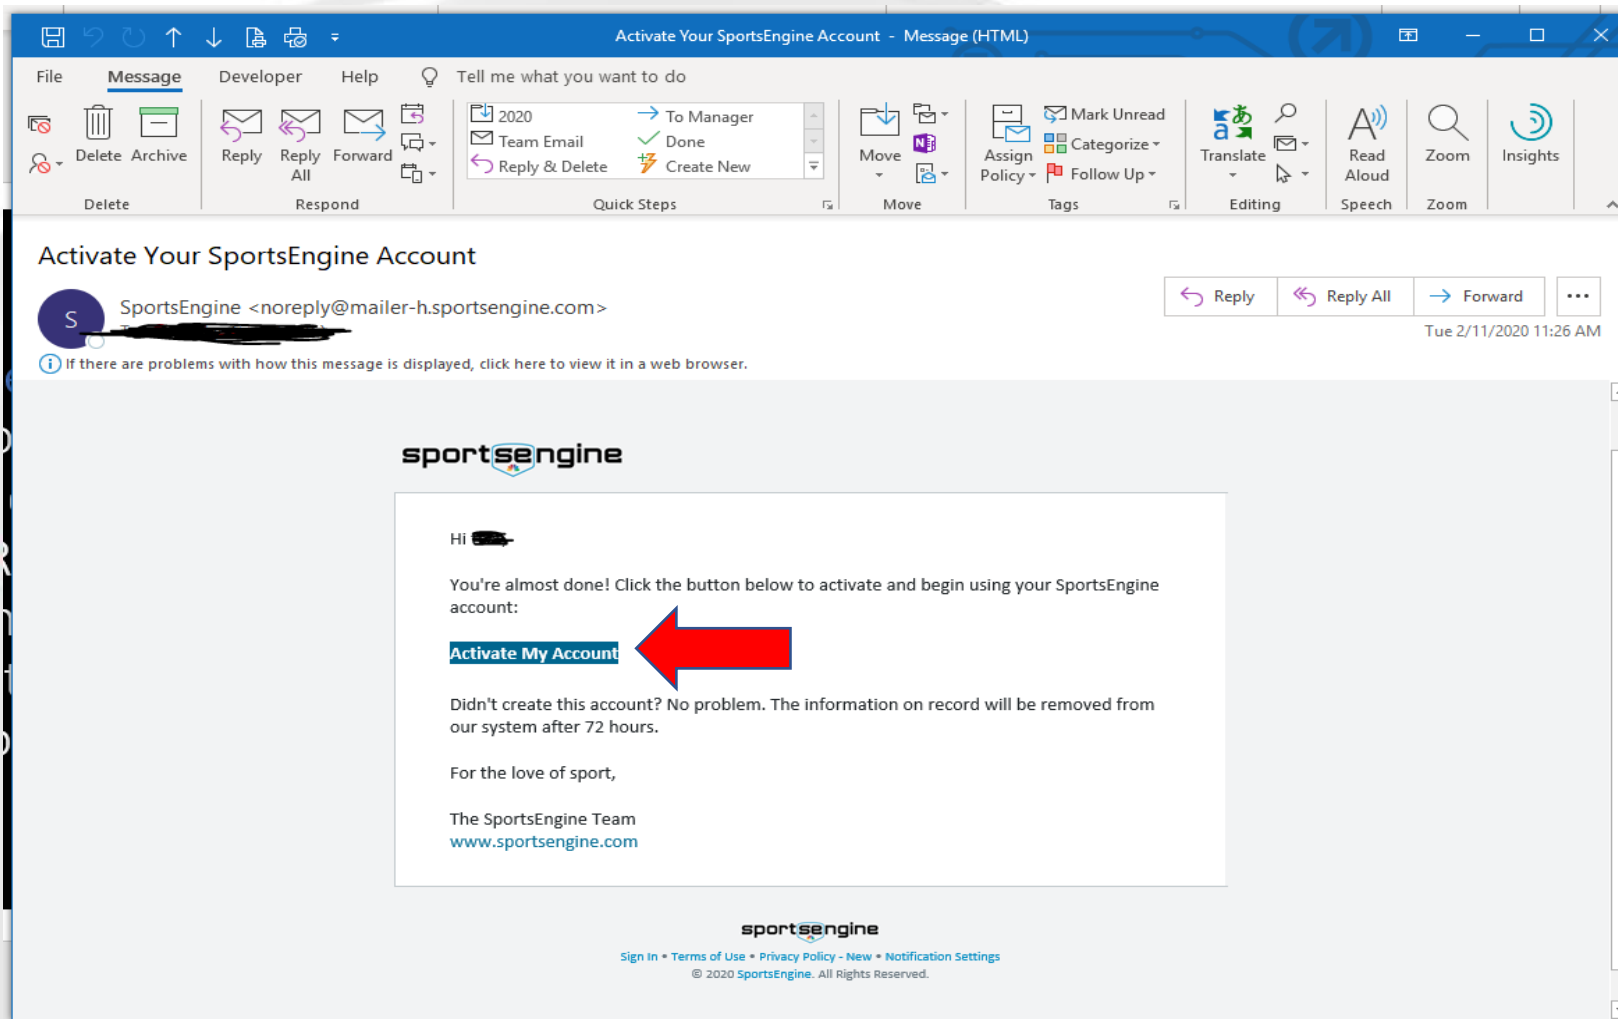 Activate Your SportsEngine Account - Message (HTML)
File Message Developer Help Tell me what you want to do
Delete Archive
Reply Reply All Forward
2020 To Manager
Team Email Done
Reply & Delete Create New
Move
Assign Policy
Mark Unread
Categorize
Follow Up
Translate
Read Aloud
Zoom
Insights
Delete Respond Quick Steps Move Tags Editing Speech Zoom
Activate Your SportsEngine Account
S
SportsEngine <noreply@mailer-h.sportsengine.com>
Reply Reply All Forward
Tue 2/11/2020 11:26 AM
If there are problems with how this message is displayed, click here to view it in a web browser.
sportsengine
Hi
You're almost done! Click the button below to activate and begin using your SportsEngine
account:
Activate My Account
Didn't create this account? No problem. The information on record will be removed from
our system after 72 hours.
For the love of sport,
The SportsEngine Team
www.sportsengine.com
sportsengine
Sign In • Terms of Use • Privacy Policy - New • Notification Settings
© 2020 SportsEngine. All Rights Reserved.